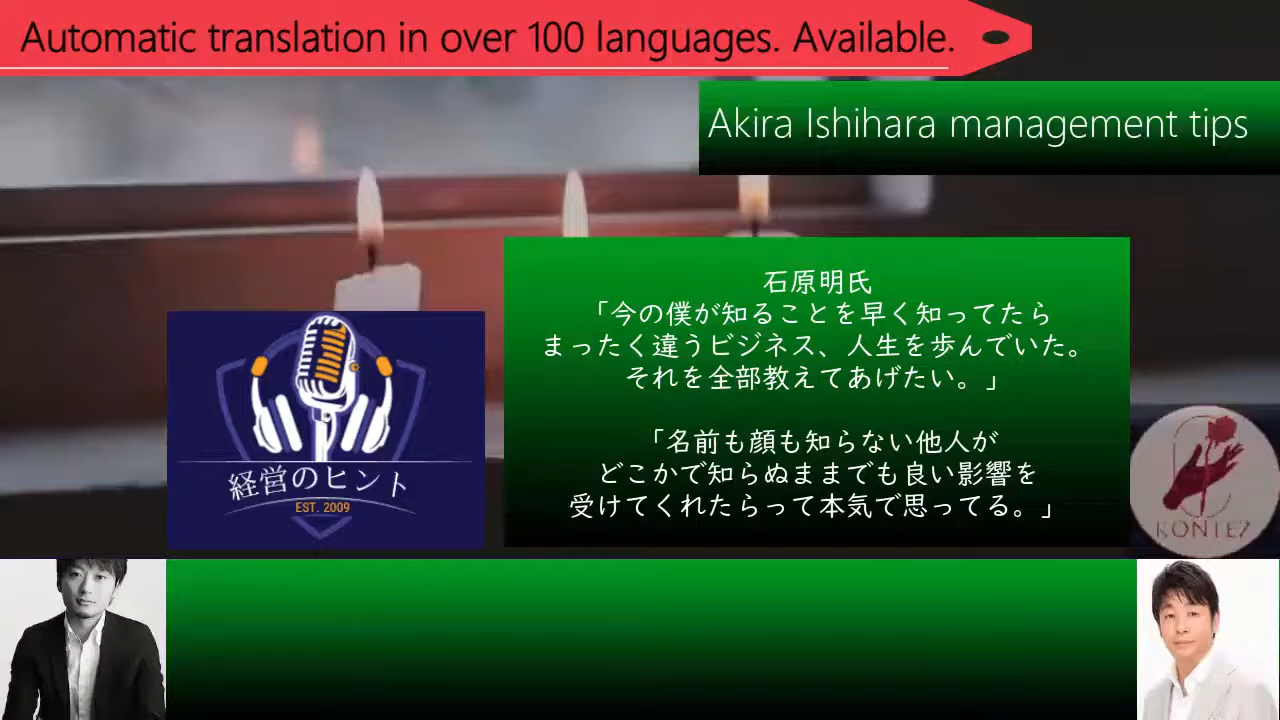 Automatic translation in over 100 languages. Available.
Akira Ishihara management tips
石原明氏
「今の僕が知ることを早く知ってたら
まったく違うビジネス、人生を歩んでいた。
それを全部教えてあげたい。」
「名前も顔も知らない他人が
どこかで知らぬままでも良い影響を
受けてくれたらって本気で思ってる。」
経営のヒント
EST. 2009
KONTEZ